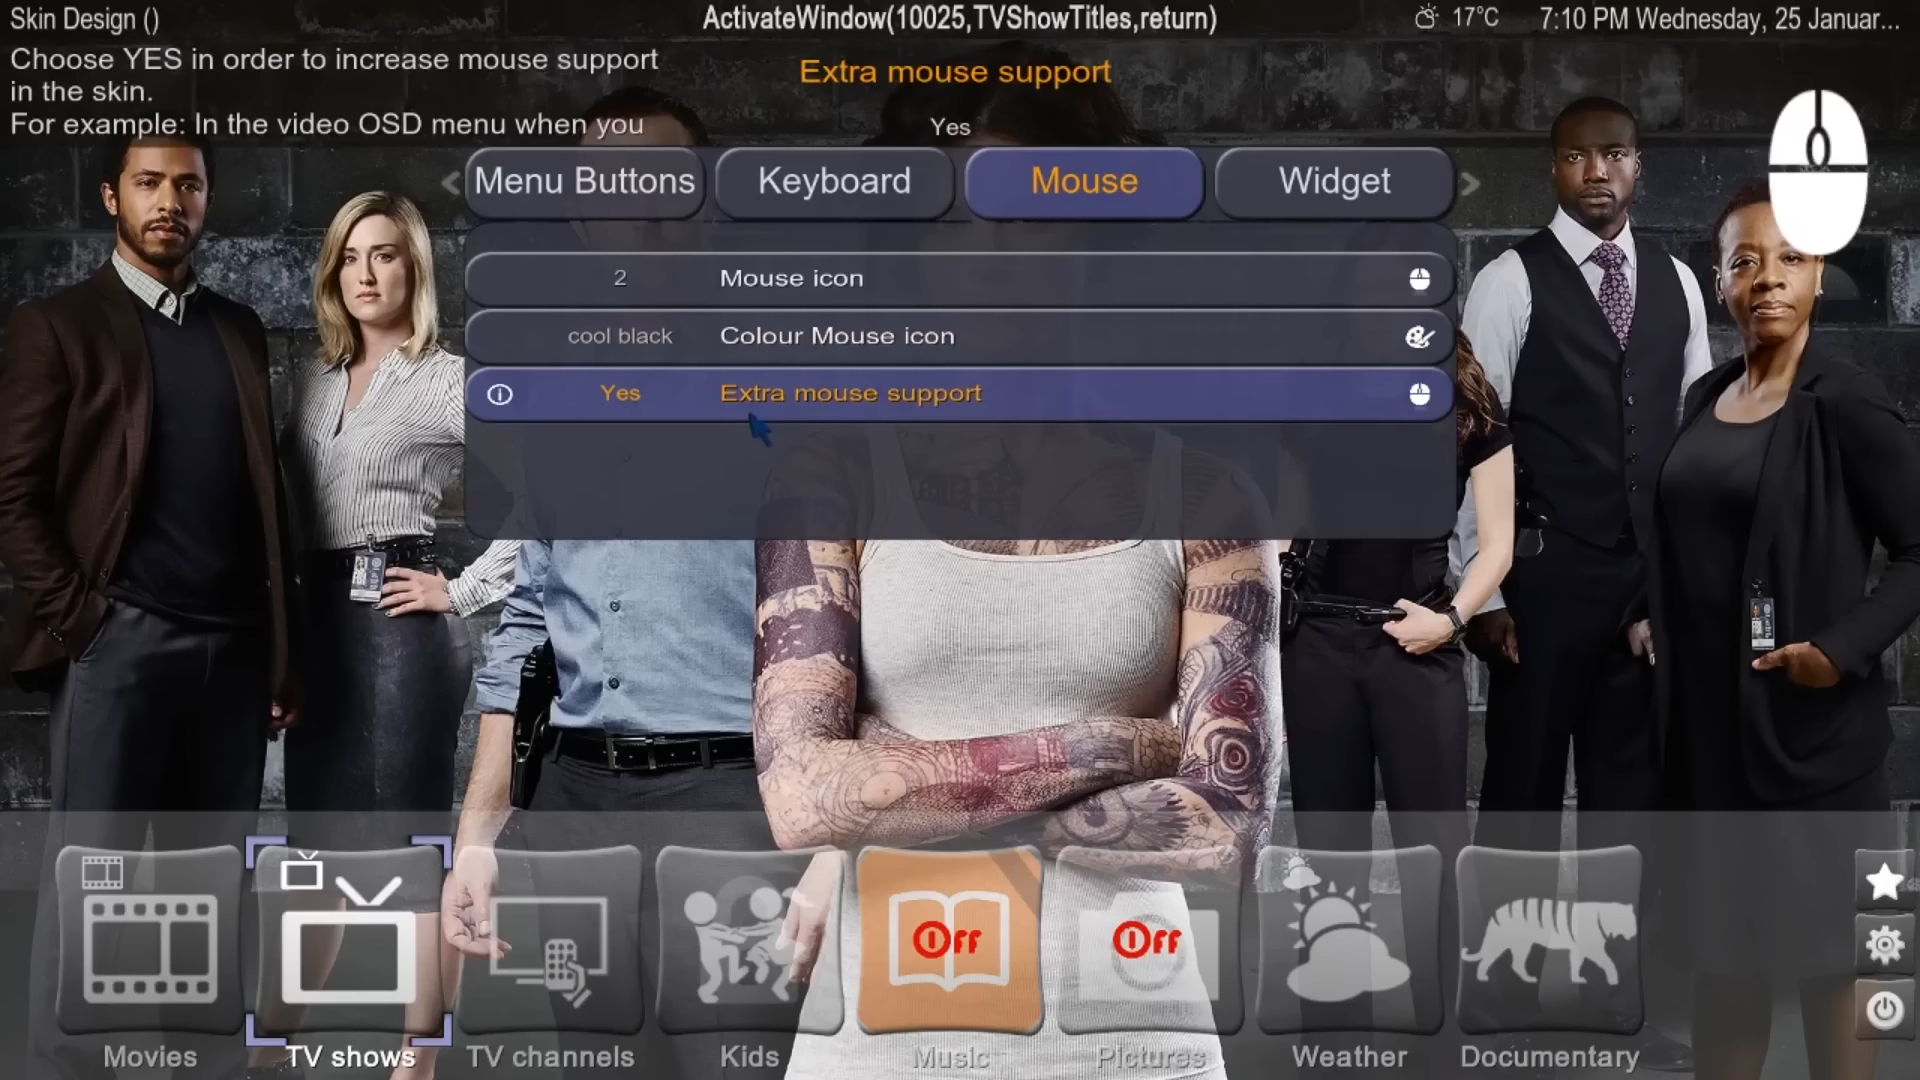 Skin Design ()
ActivateWindow(10025,TVShowTitles,return)
17°C
7:10 PM Wednesday, 25 Januar...
Choose YES in order to increase mouse support
in the skin.
For example: In the video OSD menu when you
Extra mouse support
Yes
< Menu Buttons
Keyboard
Mouse
Widget >
2 Mouse icon
cool black Colour Mouse icon
Yes Extra mouse support
OFF
OFF
Movies
TV shows
TV channels
Kids
Music
Pictures
Weather
Documentary